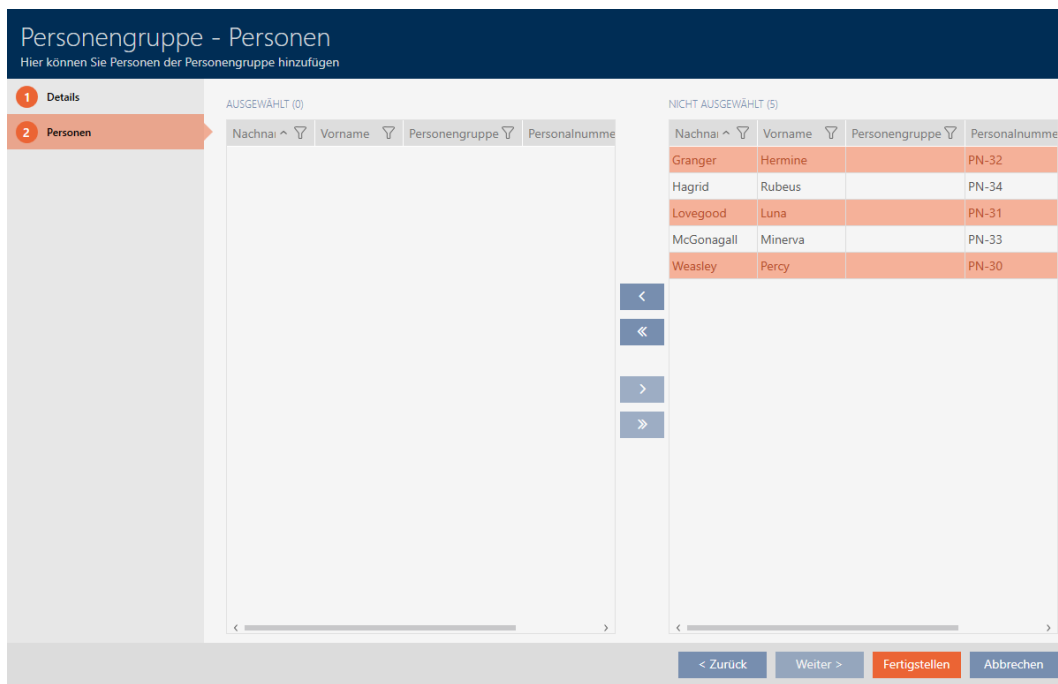 Personengruppe - Personen
Hier können Sie Personen der Personengruppe hinzufügen
1 Details
2 Personen
AUSGEWÄHLT (0)
Nachnai Vorname Personengruppe Personalnumme
NICHT AUSGEWÄHLT (5)
Nachnai Vorname Personengruppe Personalnumme
Granger Hermine PN-32
Hagrid Rubeus PN-34
Lovegood Luna PN-31
McGonagall Minerva PN-33
Weasley Percy PN-30
< Zurück Weiter > Fertigstellen Abbrechen